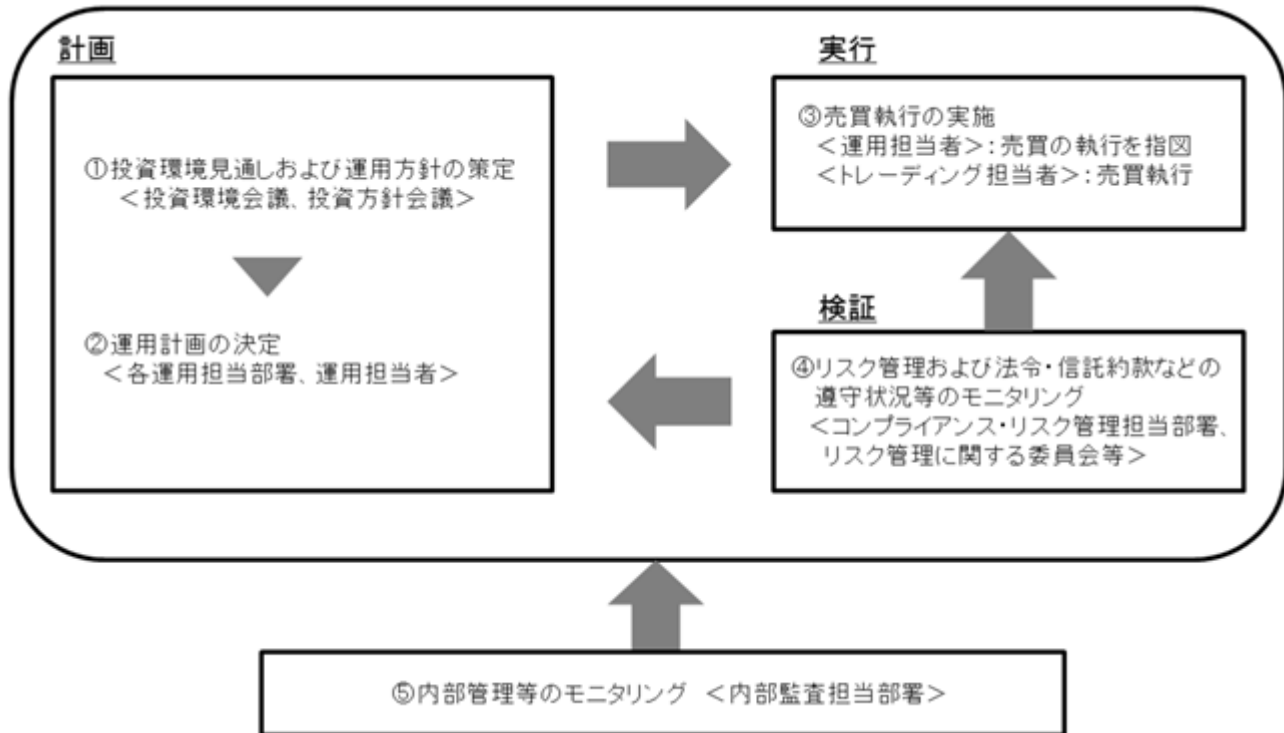 計画
①投資環境見通しおよび運用方針の策定
＜投資環境会議、投資方針会議＞
②運用計画の決定
＜各運用担当部署、運用担当者＞
実行
③売買執行の実施
＜運用担当者＞：売買の執行を指図
＜トレーディング担当者＞：売買執行
検証
④リスク管理および法令・信託約款などの
遵守状況等のモニタリング
＜コンプライアンス・リスク管理担当部署、
リスク管理に関する委員会等＞
⑤内部管理等のモニタリング　＜内部監査担当部署＞